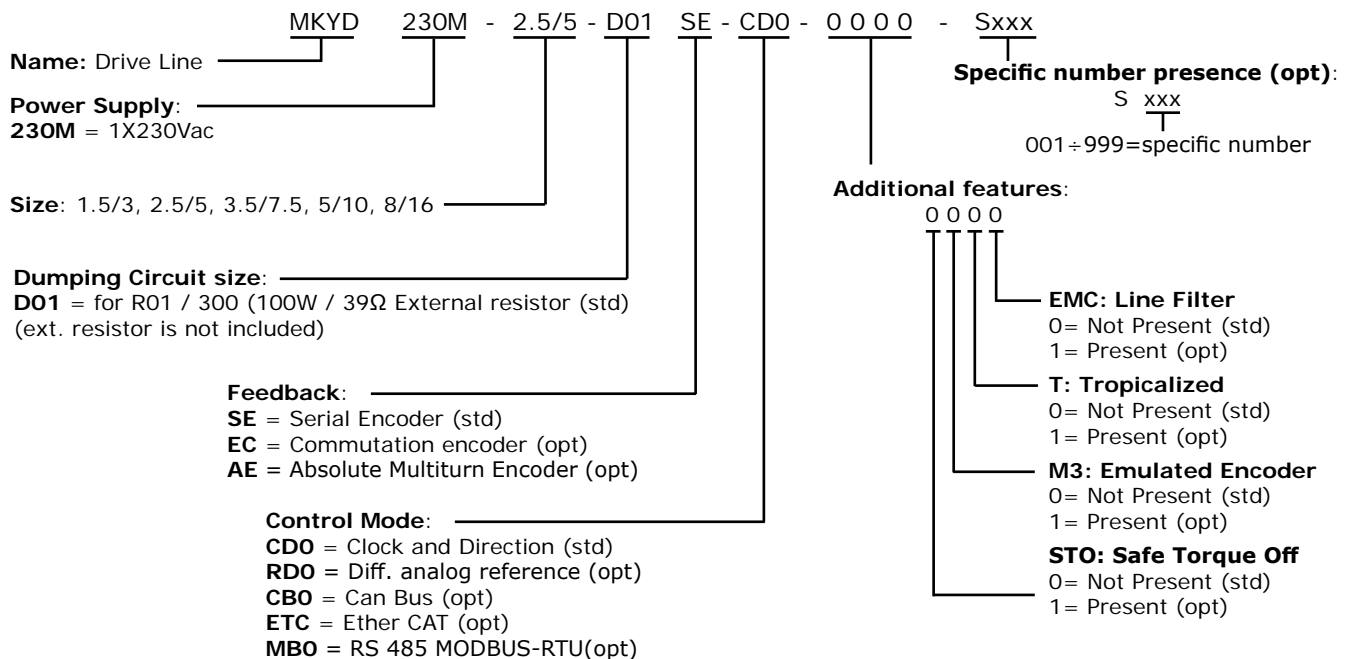 MKYD 230M - 2.5/5 - D01 SE - CD0 - 0 0 0 0 - Sxxx
Name: Drive Line
Specific number presence (opt):
S xxx
001÷999=specific number
Power Supply:
230M = 1X230Vac
Size: 1.5/3, 2.5/5, 3.5/7.5, 5/10, 8/16
Additional features:
0 0 0 0
Dumping Circuit size:
D01 = for R01 / 300 (100W / 39Ω External resistor (std)
(ext. resistor is not included)
EMC: Line Filter
0= Not Present (std)
1= Present (opt)
T: Tropicalized
0= Not Present (std)
1= Present (opt)
M3: Emulated Encoder
0= Not Present (std)
1= Present (opt)
STO: Safe Torque Off
0= Not Present (std)
1= Present (opt)
Feedback:
SE = Serial Encoder (std)
EC = Commutation encoder (opt)
AE = Absolute Multiturn Encoder (opt)
Control Mode:
CD0 = Clock and Direction (std)
RD0 = Diff. analog reference (opt)
CB0 = Can Bus (opt)
ETC = Ether CAT (opt)
MB0 = RS 485 MODBUS-RTU(opt)